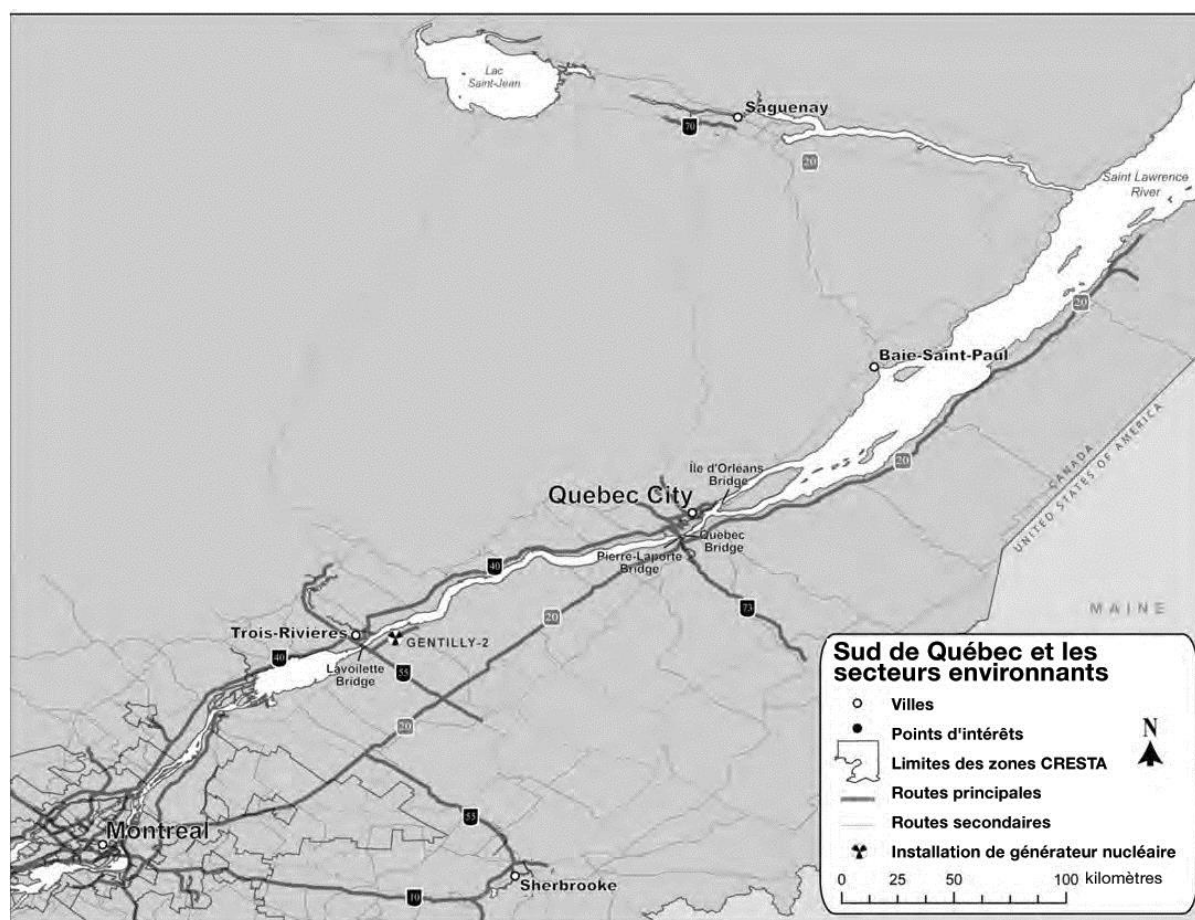 Lac
Saint-Jean
Saguenay
70
20
Saint Lawrence
River
20
Baie-Saint-Paul
CANADA
UNITED STATES OF AMERICA
20
Île d'Orleans
Bridge
Quebec City
Quebec
Bridge
Pierre-Laporte
Bridge
40
73
20
MAINE
Trois-Rivieres
GENTILLY-2
40
Lavoilette
Bridge
55
20
55
Montreal
Sherbrooke
10
Sud de Québec et les
secteurs environnants
Villes
Points d'intérêts
N
Limites des zones CRESTA
Routes principales
Routes secondaires
Installation de générateur nucléaire
0 25 50 100 kilomètres